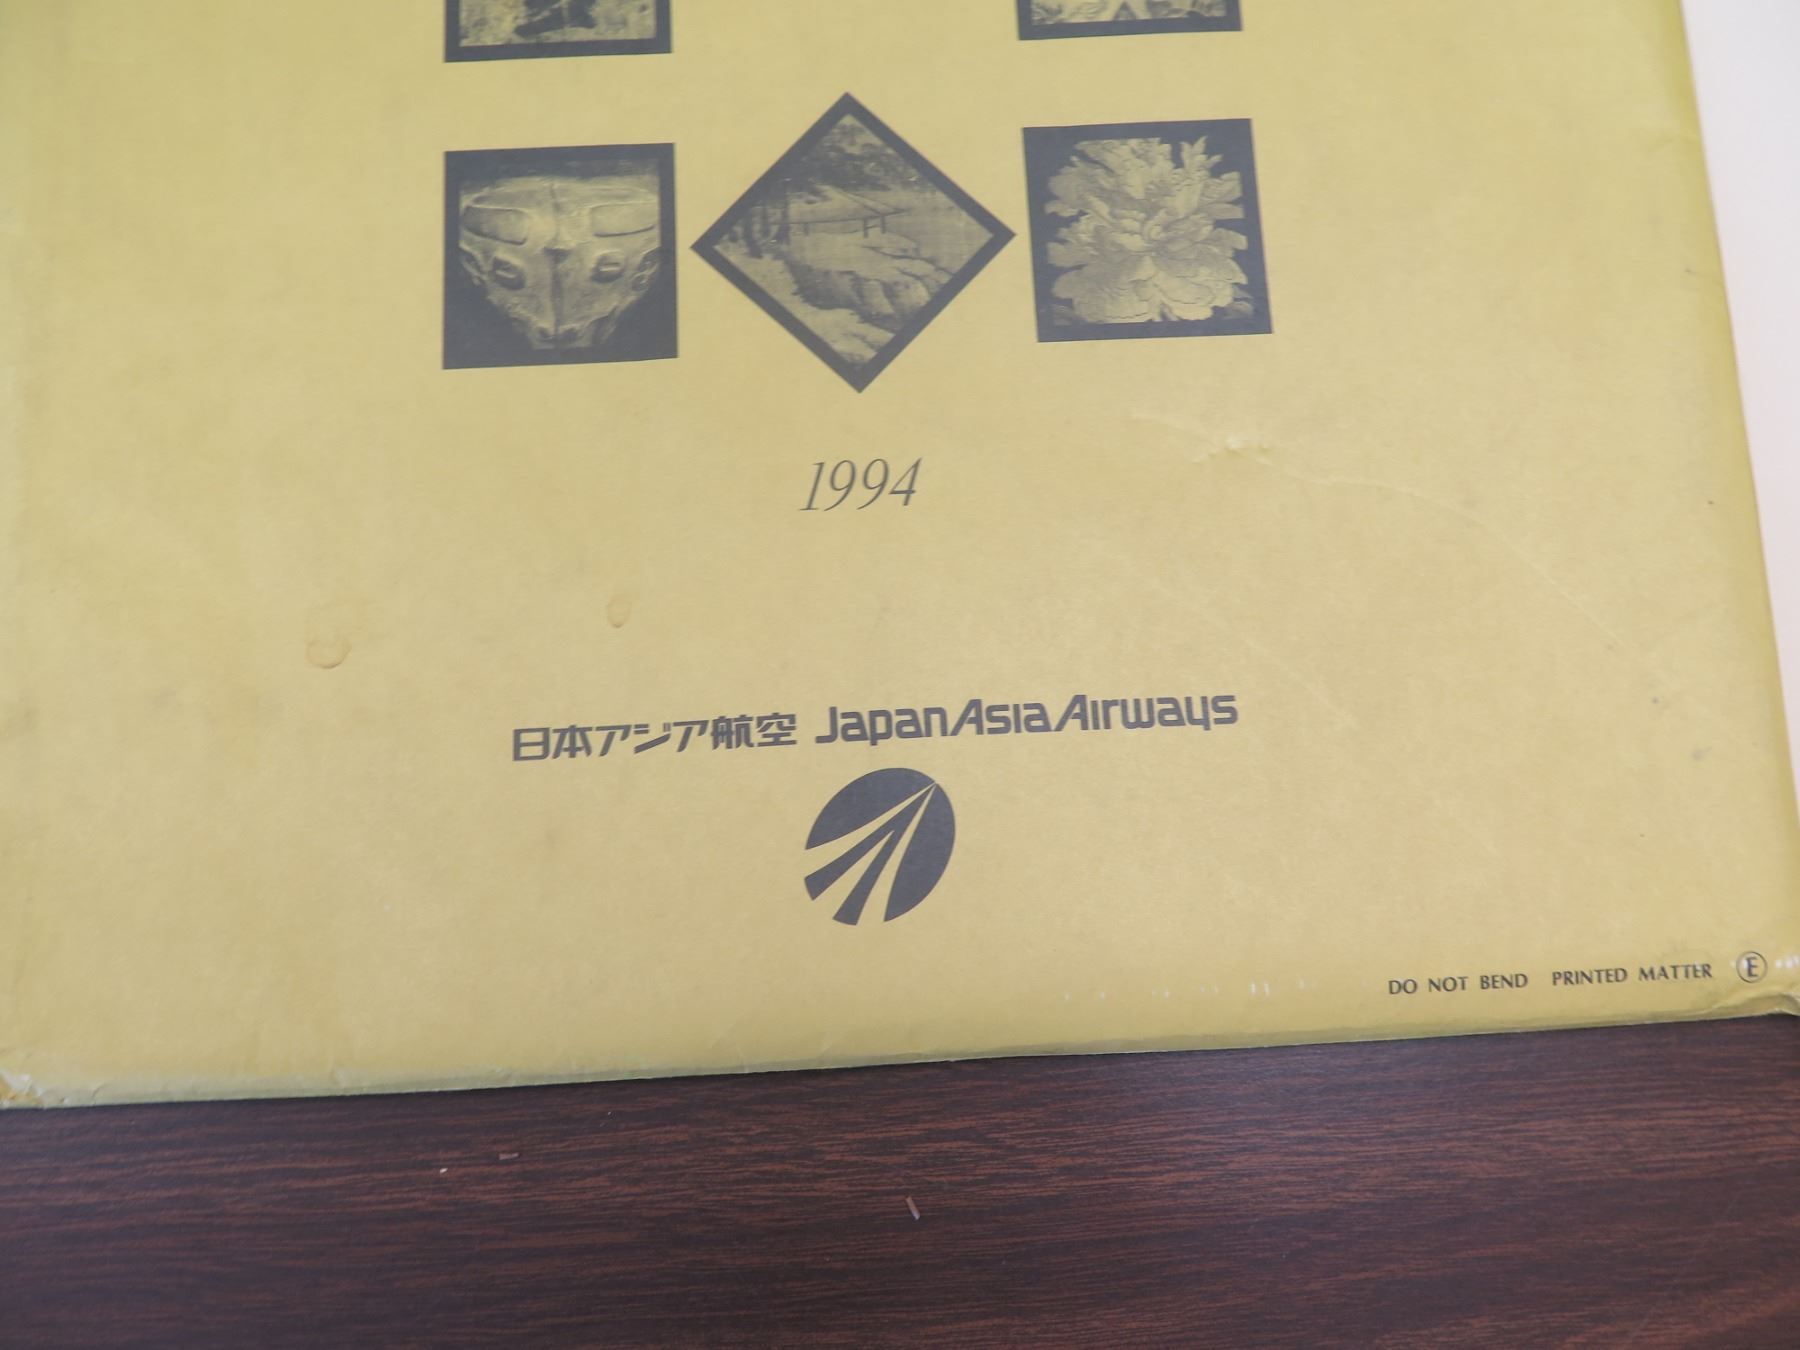 1994
日本アジア航空 JapanAsiaAirways
DO NOT BEND PRINTED MATTER Ⓔ